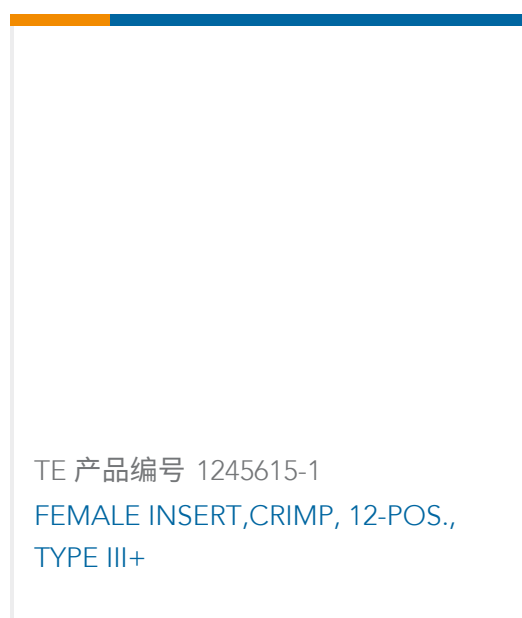 TE 产品编号 1245615-1
FEMALE INSERT,CRIMP, 12-POS.,
TYPE III+